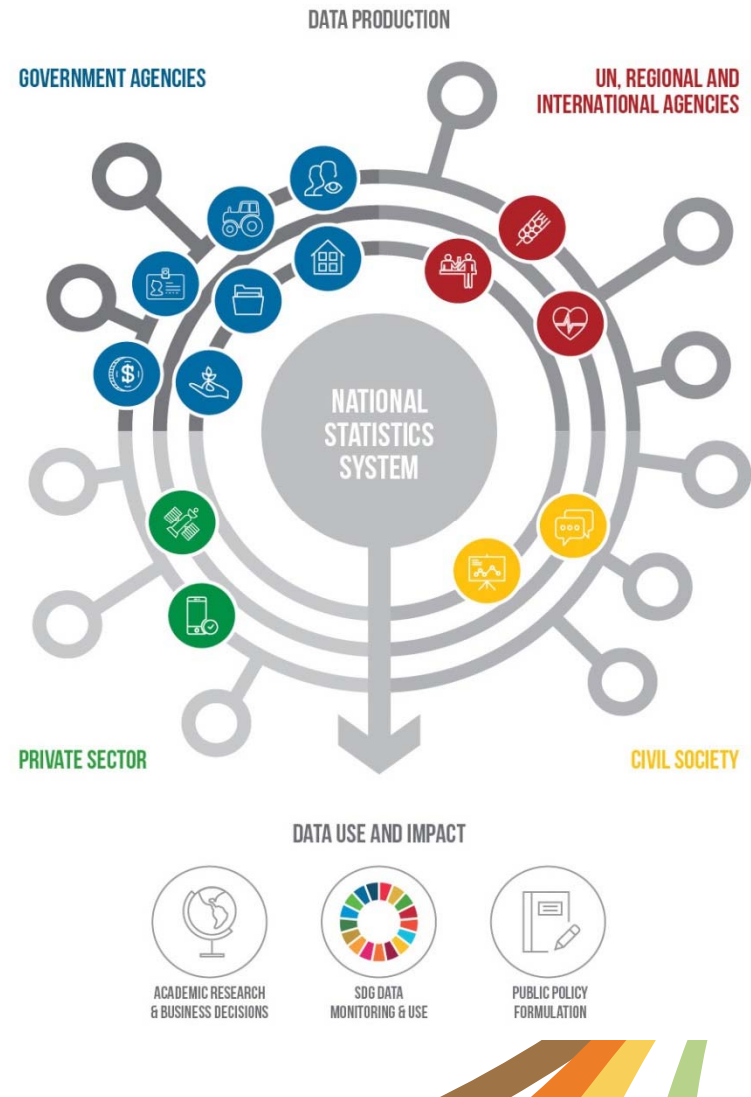 DATA PRODUCTION
GOVERNMENT AGENCIES
UN, REGIONAL AND
INTERNATIONAL AGENCIES
$
NATIONAL
STATISTICS
SYSTEM
PRIVATE SECTOR
CIVIL SOCIETY
DATA USE AND IMPACT
ACADEMIC RESEARCH
& BUSINESS DECISIONS
SDG DATA
MONITORING & USE
PUBLIC POLICY
FORMULATION